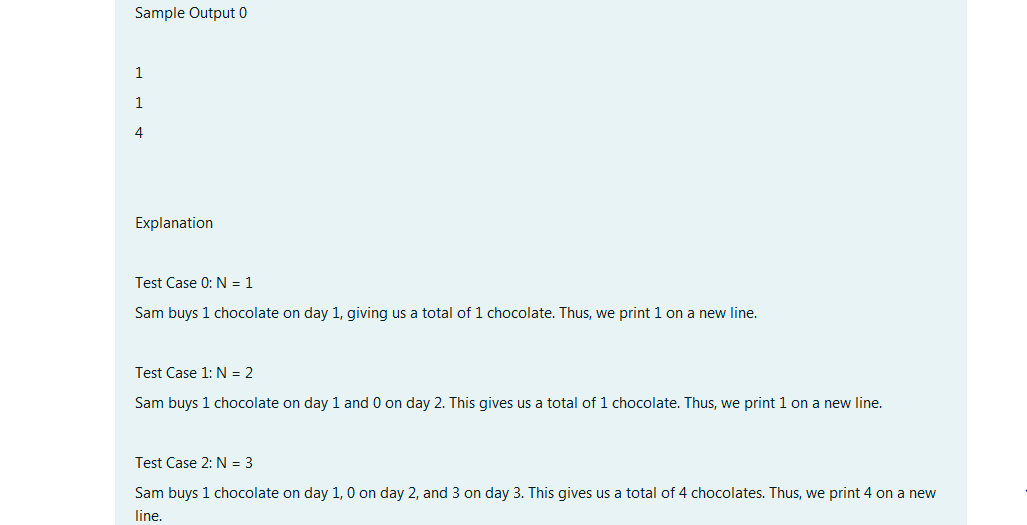 Sample Output 0
1
1
4
Explanation
Test Case 0: N = 1
Sam buys 1 chocolate on day 1, giving us a total of 1 chocolate. Thus, we print 1 on a new line.
Test Case 1: N = 2
Sam buys 1 chocolate on day 1 and 0 on day 2. This gives us a total of 1 chocolate. Thus, we print 1 on a new line.
Test Case 2: N = 3
Sam buys 1 chocolate on day 1, 0 on day 2, and 3 on day 3. This gives us a total of 4 chocolates. Thus, we print 4 on a new
line.